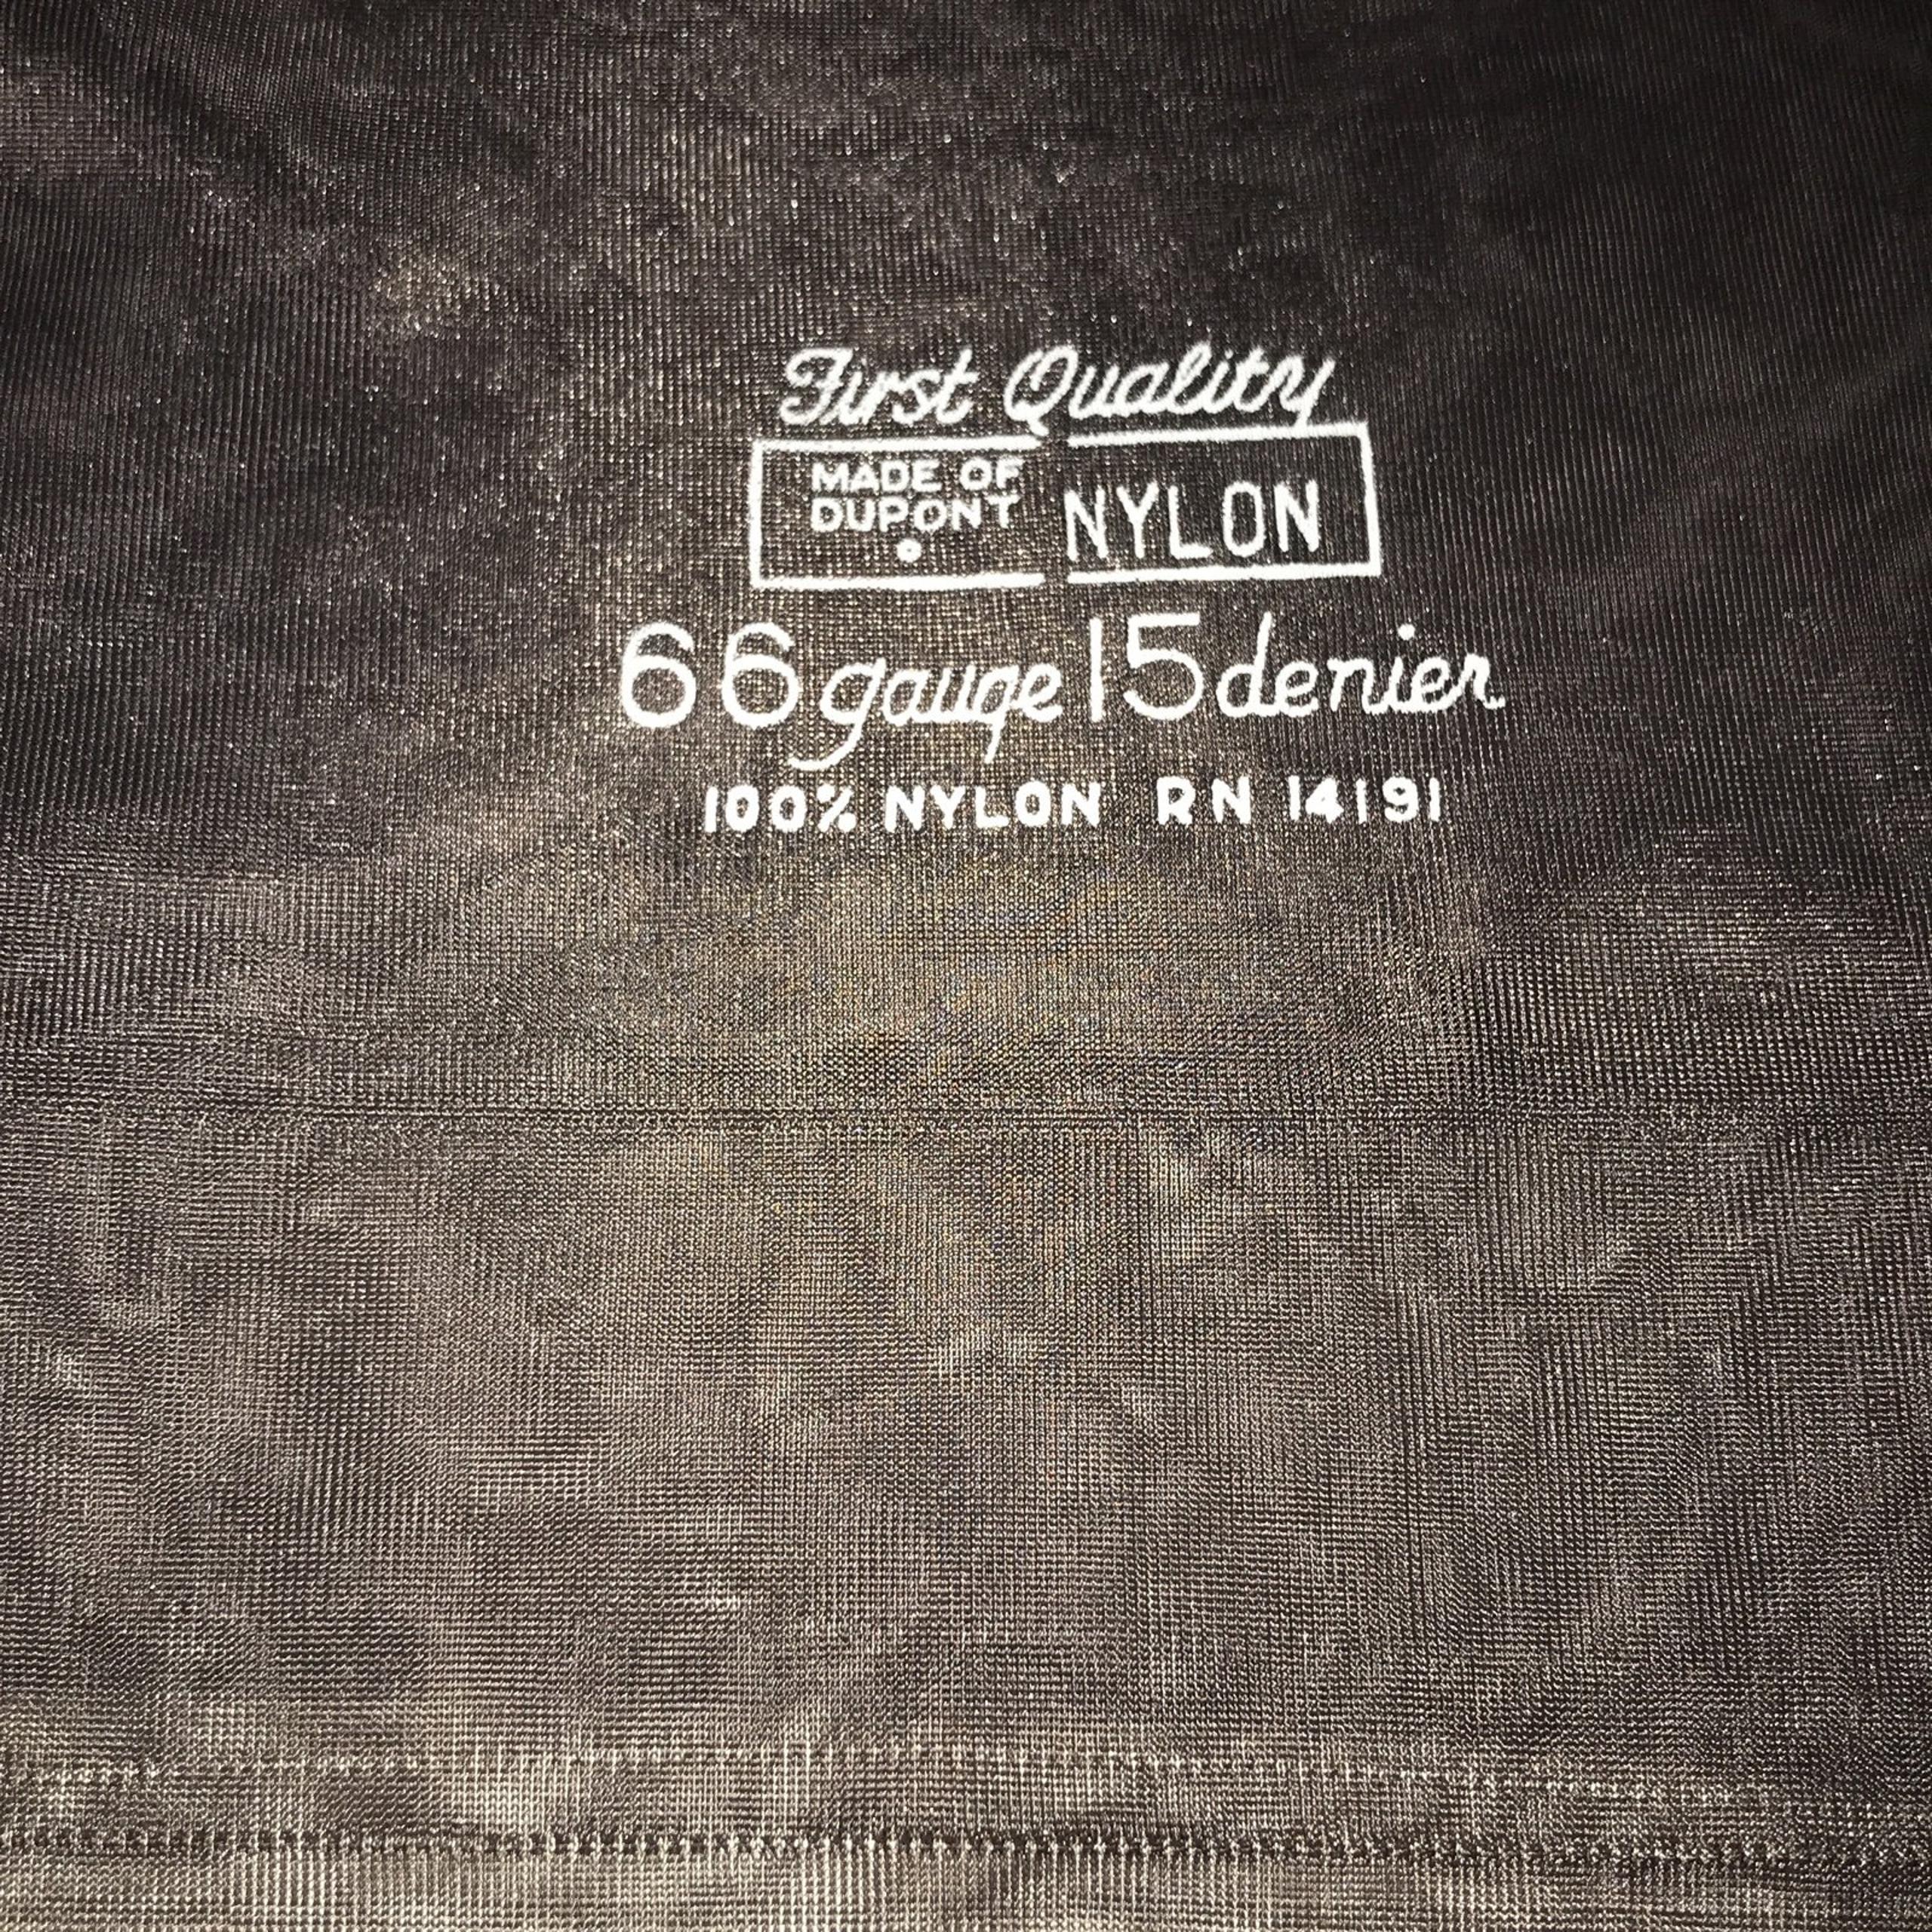 First Quality
MADE OF
DUPONT
NYLON
66 gauge 15 denier
100% NYLON RN 14191